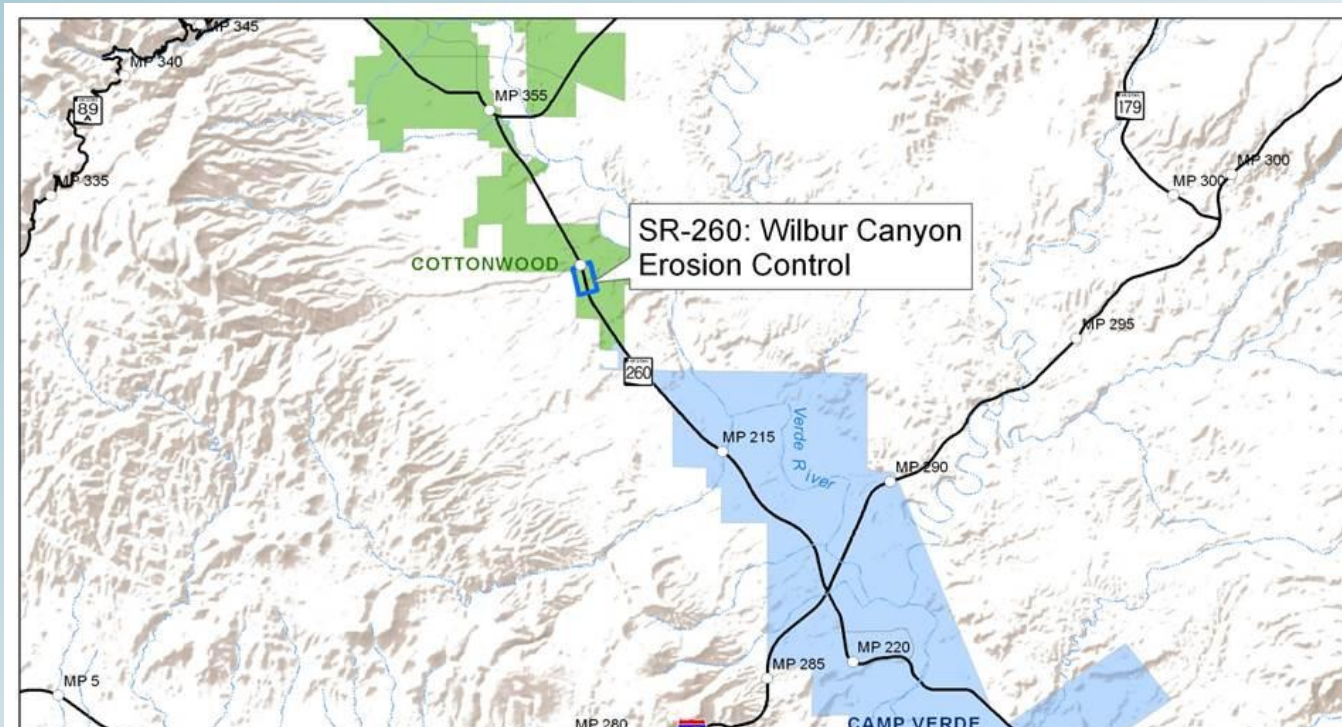 MP 345
MP 340
89
MP 335
MP 355
179
MP 300
MP 300
SR-260: Wilbur Canyon
Erosion Control
COTTONWOOD
MP 295
260
MP 215
Verde River
MP 290
MP 220
MP 285
MP 5
MP 280
CAMP VERDE